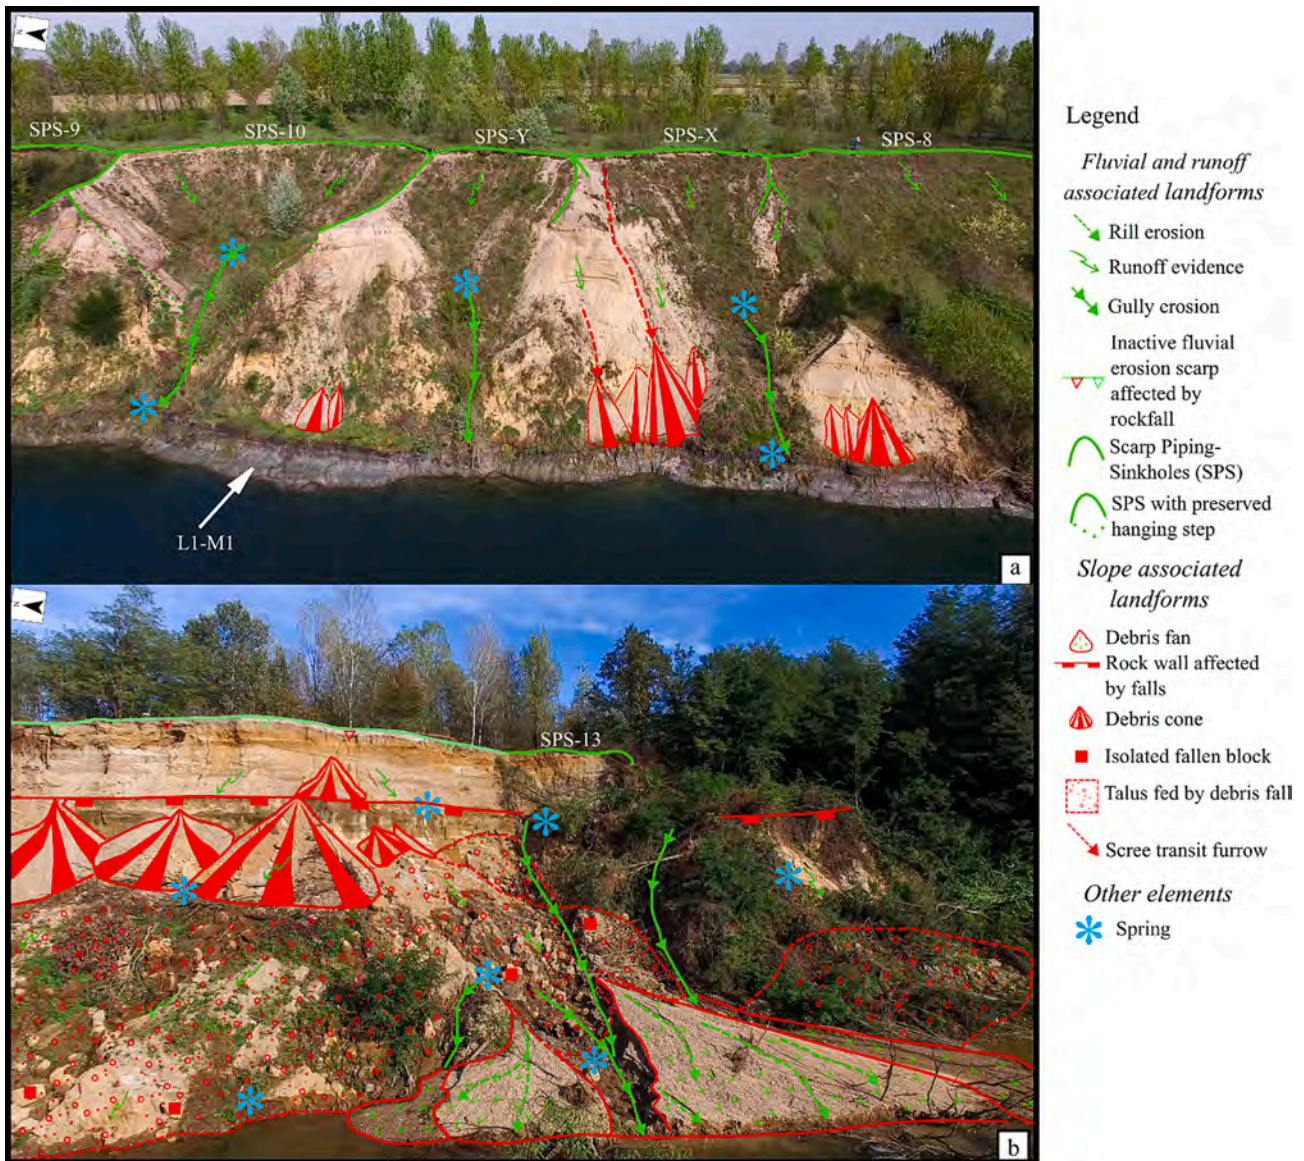 SPS-9
SPS-10
SPS-Y
SPS-X
SPS-8
L1-M1
a
N
SPS-13
b
Legend
Fluvial and runoff
associated landforms
Rill erosion
Runoff evidence
Gully erosion
Inactive fluvial
erosion scarp
affected by
rockfall
Scarp Piping-
Sinkholes (SPS)
SPS with preserved
hanging step
Slope associated
landforms
Debris fan
Rock wall affected
by falls
Debris cone
Isolated fallen block
Talus fed by debris fall
Scree transit furrow
Other elements
Spring